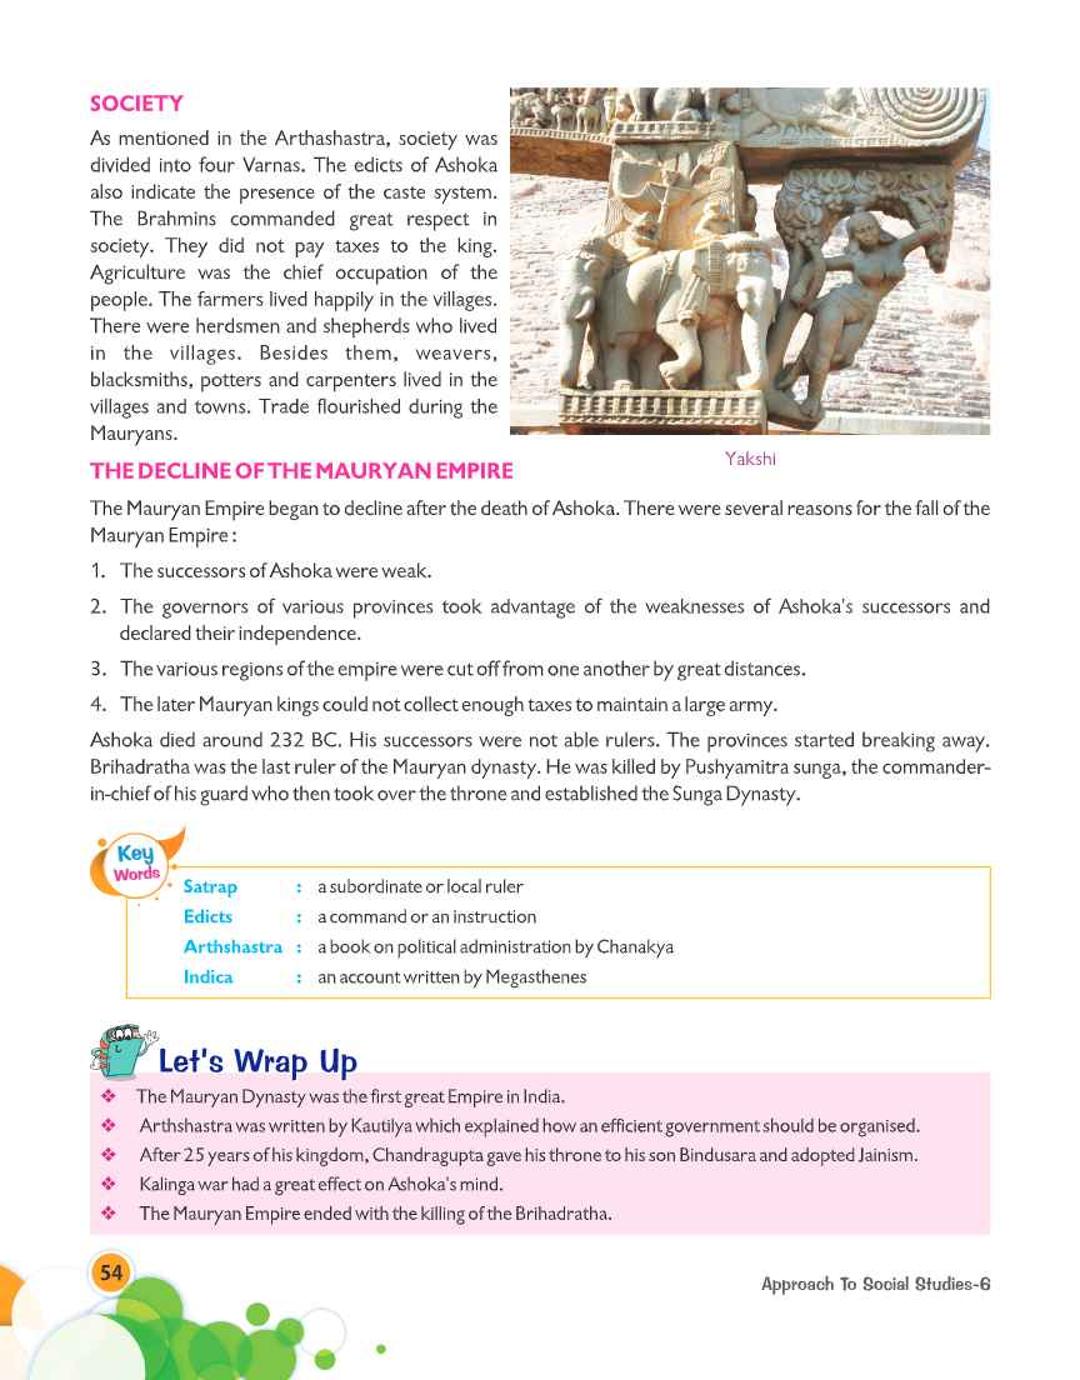 SOCIETY
As mentioned in the Arthashastra, society was
divided into four Varnas. The edicts of Ashoka
also indicate the presence of the caste system.
The Brahmins commanded great respect in
society. They did not pay taxes to the king.
Agriculture was the chief occupation of the
people. The farmers lived happily in the villages.
There were herdsmen and shepherds who lived
in the villages. Besides them, weavers,
blacksmiths, potters and carpenters lived in the
villages and towns. Trade flourished during the
Mauryans.
Yakshi
THE DECLINE OF THE MAURYAN EMPIRE
The Mauryan Empire began to decline after the death of Ashoka. There were several reasons for the fall of the
Mauryan Empire :
1. The successors of Ashoka were weak.
2. The governors of various provinces took advantage of the weaknesses of Ashoka's successors and
declared their independence.
3. The various regions of the empire were cut off from one another by great distances.
4. The later Mauryan kings could not collect enough taxes to maintain a large army.
Ashoka died around 232 BC. His successors were not able rulers. The provinces started breaking away.
Brihadratha was the last ruler of the Mauryan dynasty. He was killed by Pushyamitra sunga, the commander-
in-chief of his guard who then took over the throne and established the Sunga Dynasty.
Key
Words
Satrap : a subordinate or local ruler
Edicts : a command or an instruction
Arthshastra : a book on political administration by Chanakya
Indica : an account written by Megasthenes
Let's Wrap Up
❖ The Mauryan Dynasty was the first great Empire in India.
❖ Arthshastra was written by Kautilya which explained how an efficient government should be organised.
❖ After 25 years of his kingdom, Chandragupta gave his throne to his son Bindusara and adopted Jainism.
❖ Kalinga war had a great effect on Ashoka's mind.
❖ The Mauryan Empire ended with the killing of the Brihadratha.
54
Approach To Social Studies-6